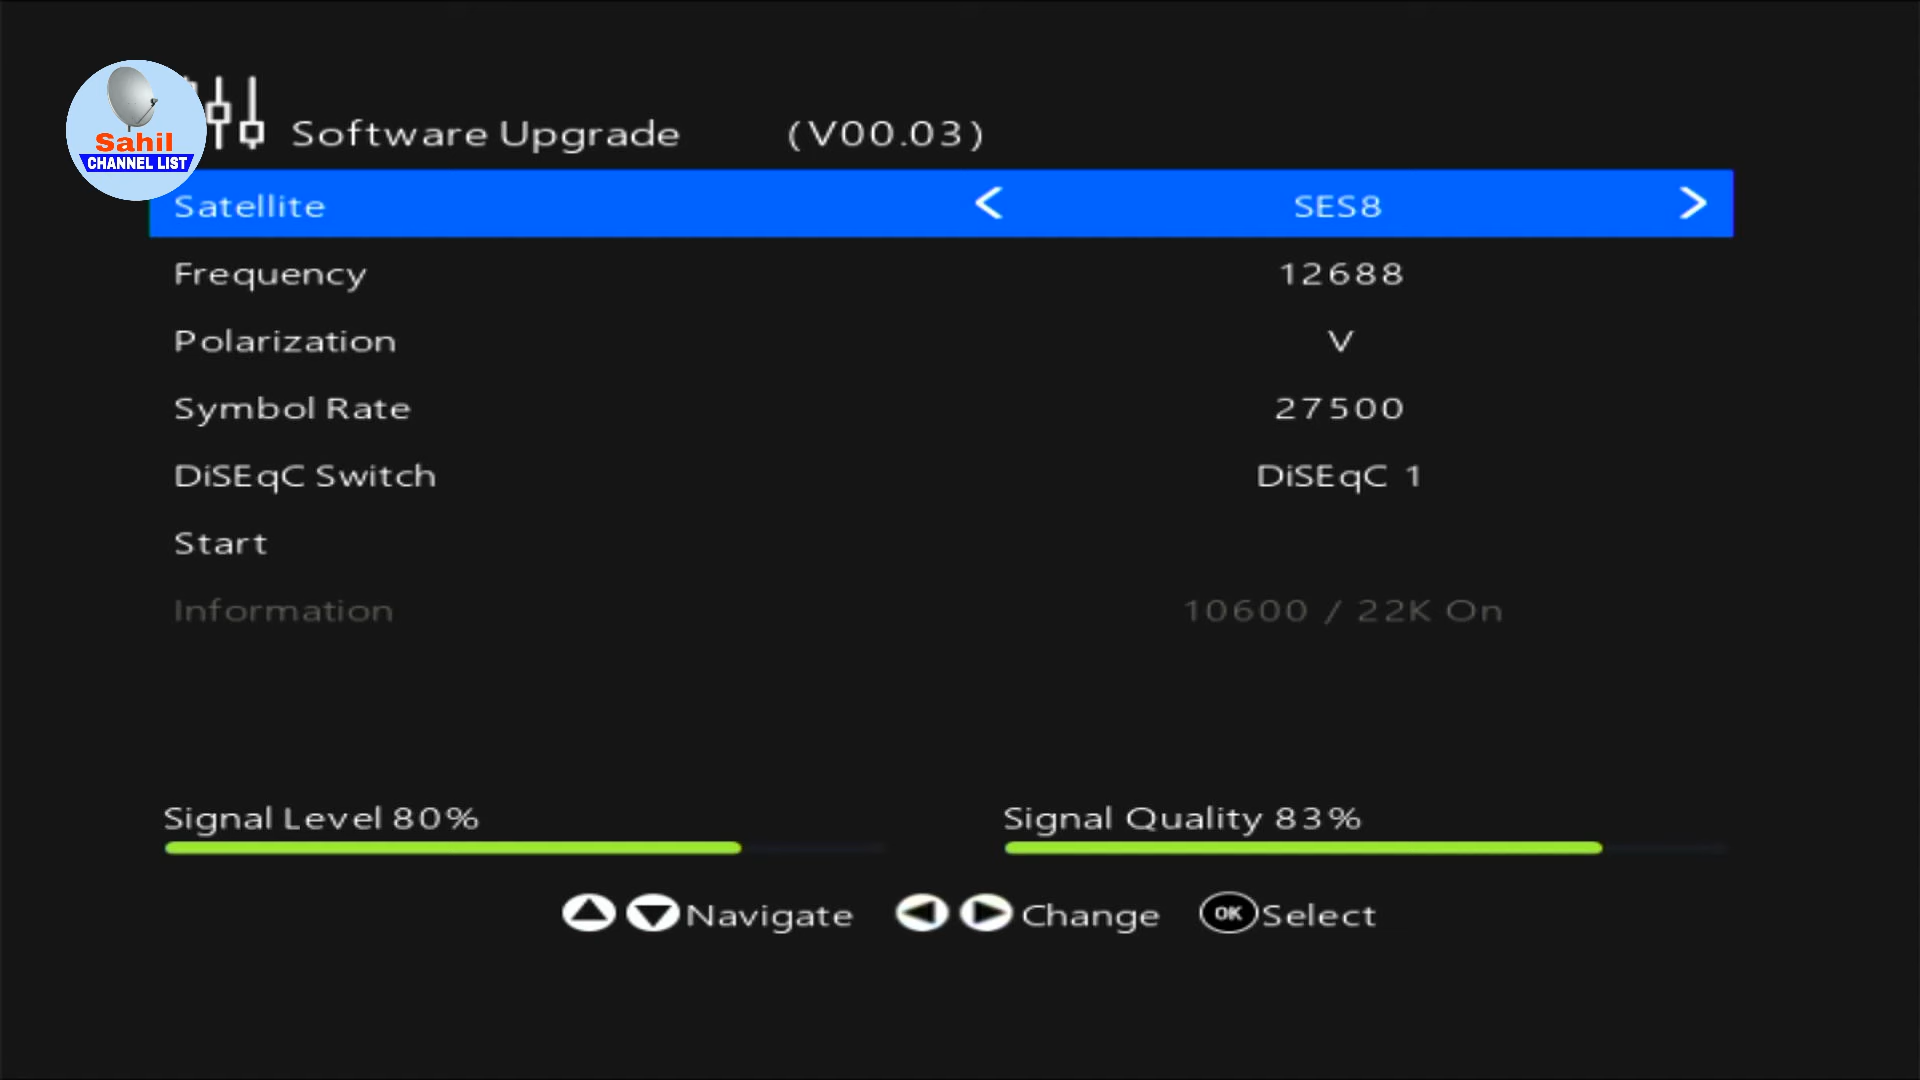 Sahil
CHANNEL LIST
Software Upgrade (V00.03)
Satellite SES8
Frequency 12688
Polarization V
Symbol Rate 27500
DiSEqC Switch DiSEqC 1
Start
Information 10600 / 22K On
Signal Level 80% Signal Quality 83%
Navigate Change OK Select